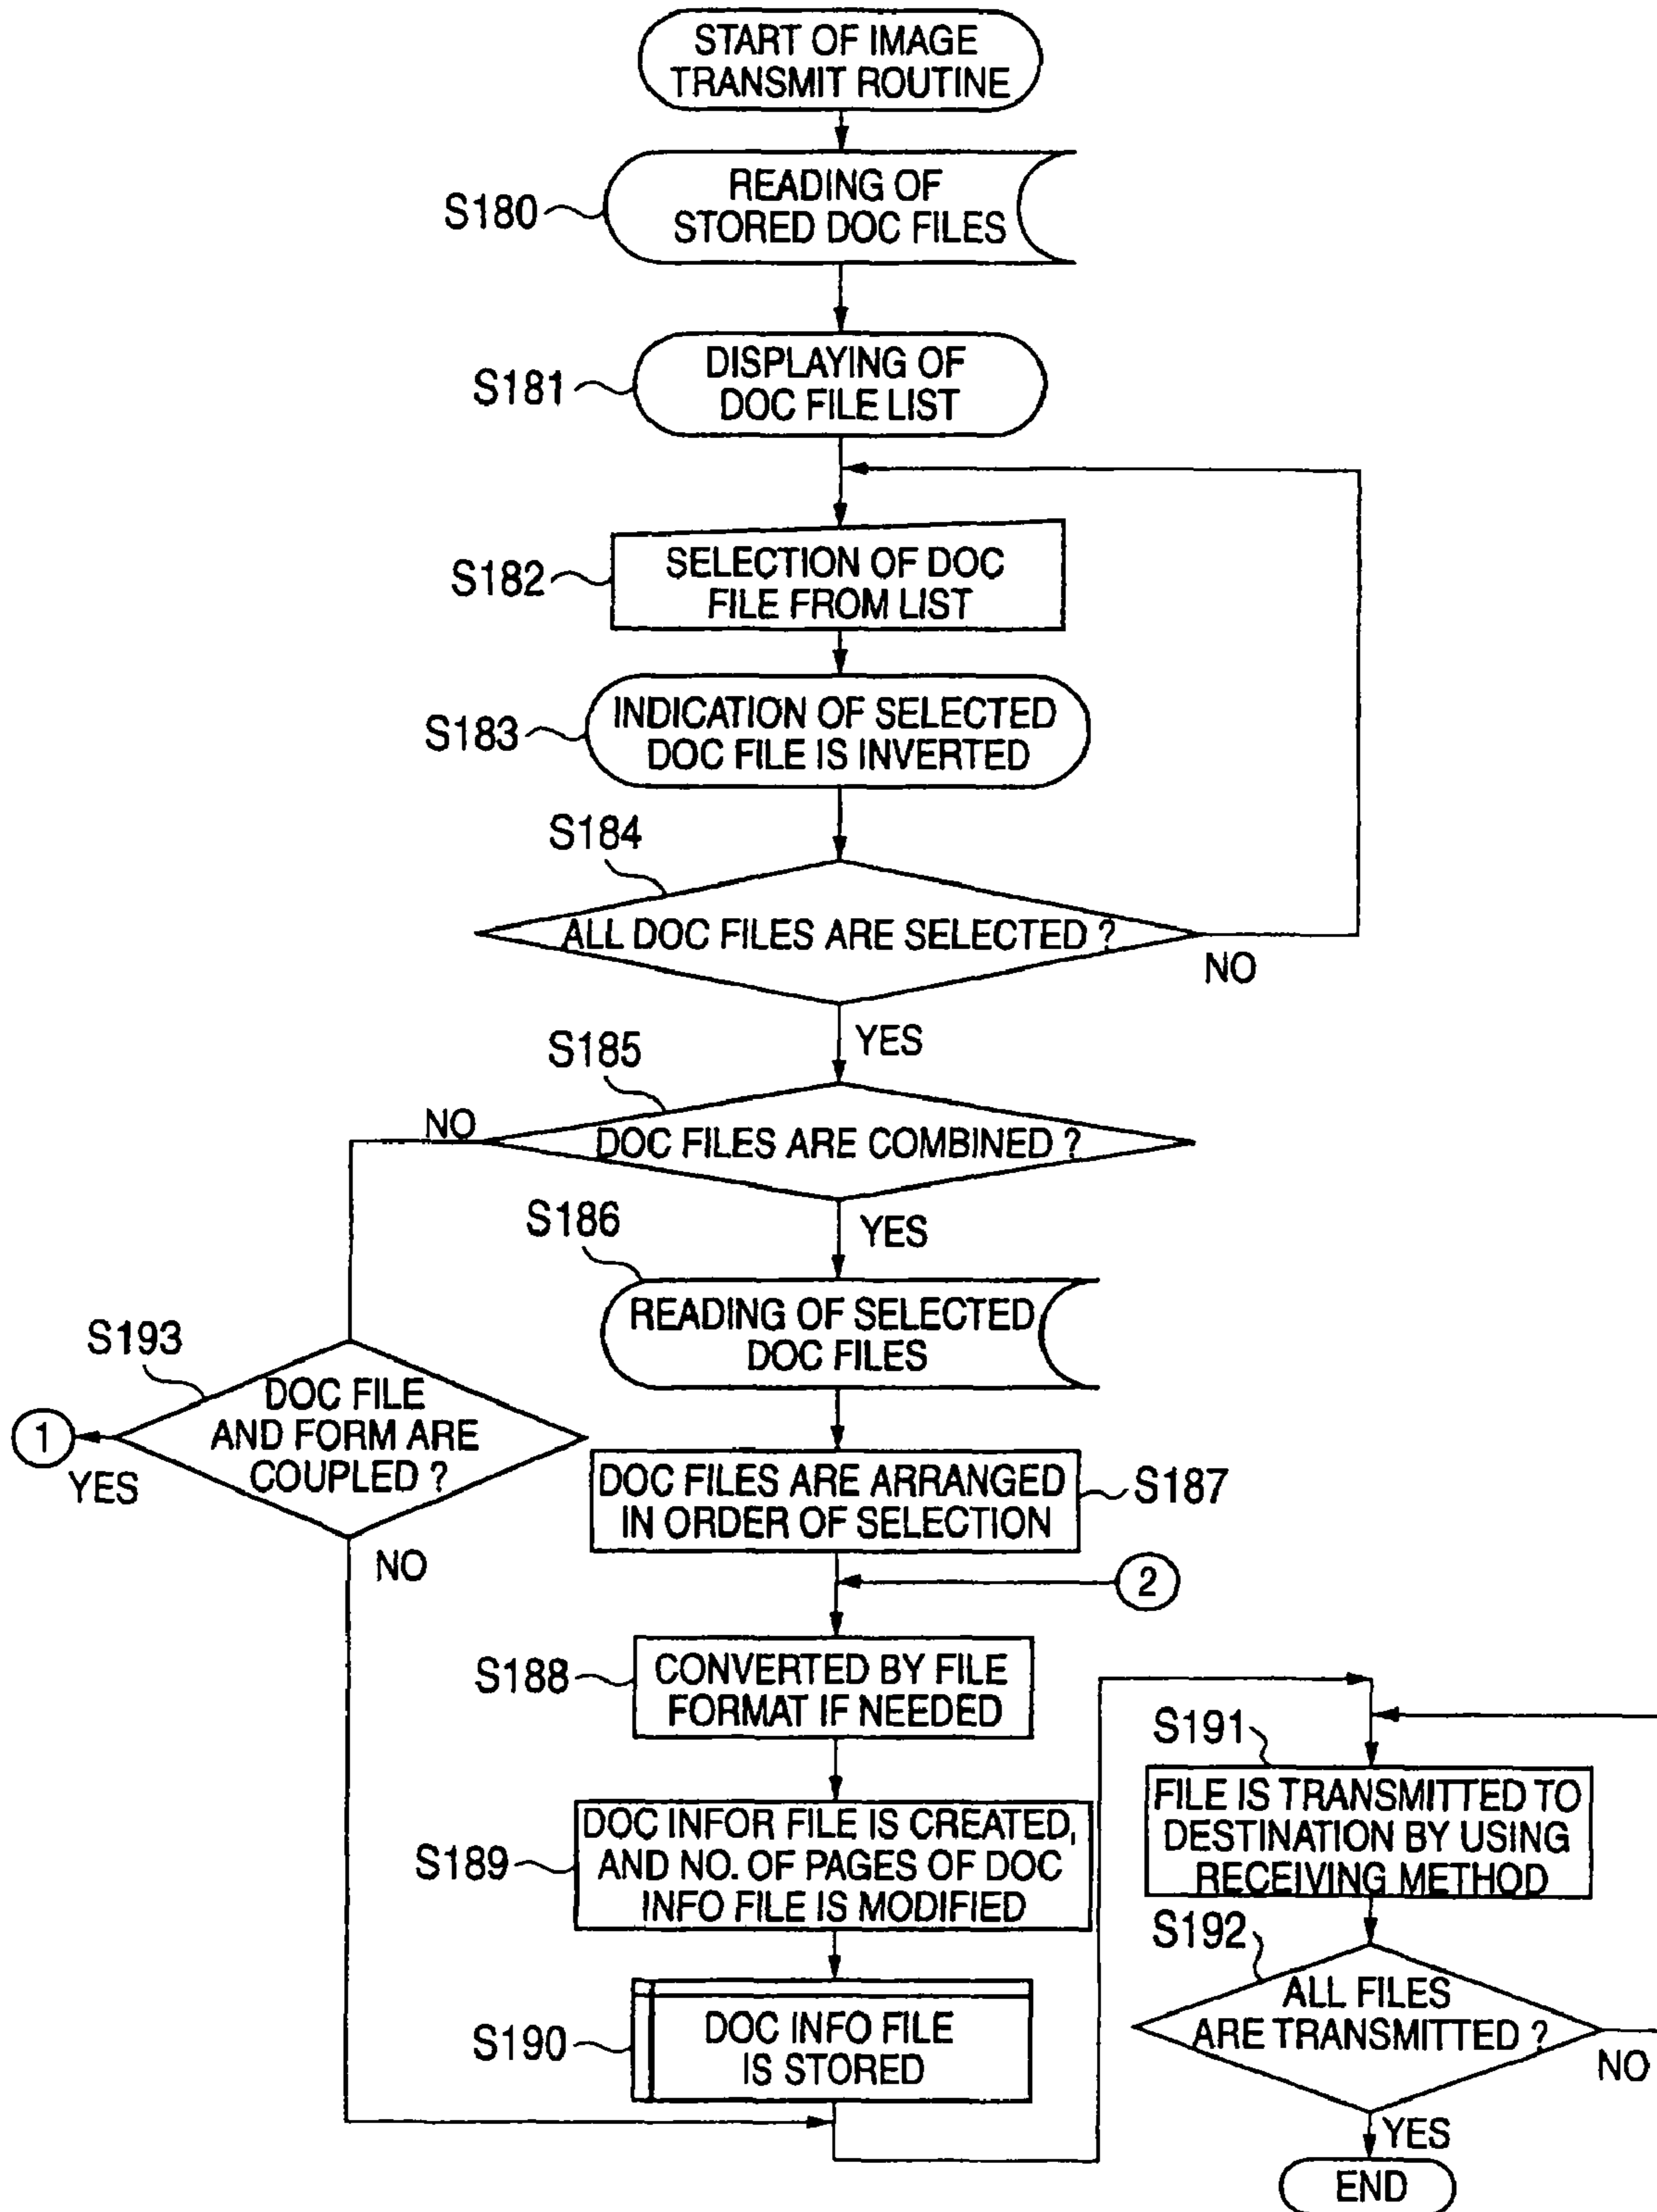 START OF IMAGE
TRANSMIT ROUTINE
S180
READING OF
STORED DOC FILES
S181
DISPLAYING OF
DOC FILE LIST
S182
SELECTION OF DOC
FILE FROM LIST
S183
INDICATION OF SELECTED
DOC FILE IS INVERTED
S184
ALL DOC FILES ARE SELECTED ?
NO
YES
S185
NO
DOC FILES ARE COMBINED ?
YES
S186
READING OF SELECTED
DOC FILES
S193
DOC FILE
AND FORM ARE
COUPLED ?
1
YES
NO
DOC FILES ARE ARRANGED
IN ORDER OF SELECTION
S187
2
S188
CONVERTED BY FILE
FORMAT IF NEEDED
S189
DOC INFOR FILE IS CREATED,
AND NO. OF PAGES OF DOC
INFO FILE IS MODIFIED
S190
DOC INFO FILE
IS STORED
S191
FILE IS TRANSMITTED TO
DESTINATION BY USING
RECEIVING METHOD
S192
ALL FILES
ARE TRANSMITTED ?
NO
YES
END